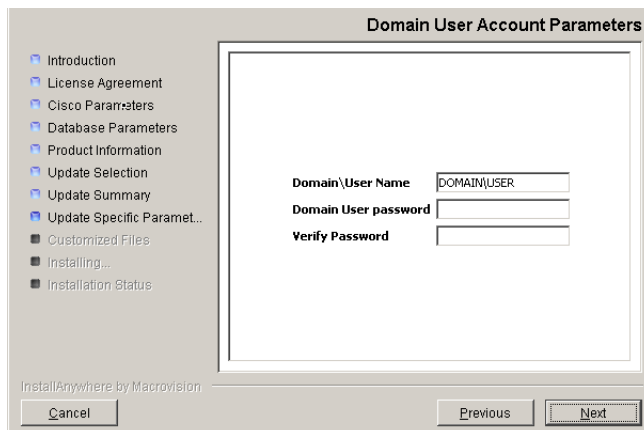 Domain User Account Parameters
Introduction
License Agreement
Cisco Parameters
Database Parameters
Product Information
Update Selection
Update Summary
Update Specific Paramet...
Customized Files
Installing...
Installation Status
Domain\User Name DOMAIN\USER
Domain User password
Verify Password
InstallAnywhere by Macrovision
Cancel Previous Next